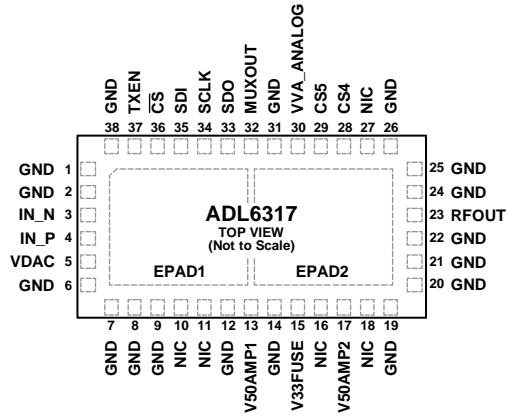 GND
TXEN
CS
SDI
SCLK
SDO
MUXOUT
GND
VVA_ANALOG
CS5
CS4
NIC
GND
38 37 36 35 34 33 32 31 30 29 28 27 26
GND 1
GND 2
IN_N 3
IN_P 4
VDAC 5
GND 6
ADL6317
TOP VIEW
(Not to Scale)
EPAD1
EPAD2
25 GND
24 GND
23 RFOUT
22 GND
21 GND
20 GND
7 8 9 10 11 12 13 14 15 16 17 18 19
GND
GND
GND
NIC
NIC
GND
V50AMP1
GND
V33FUSE
NIC
V50AMP2
NIC
GND